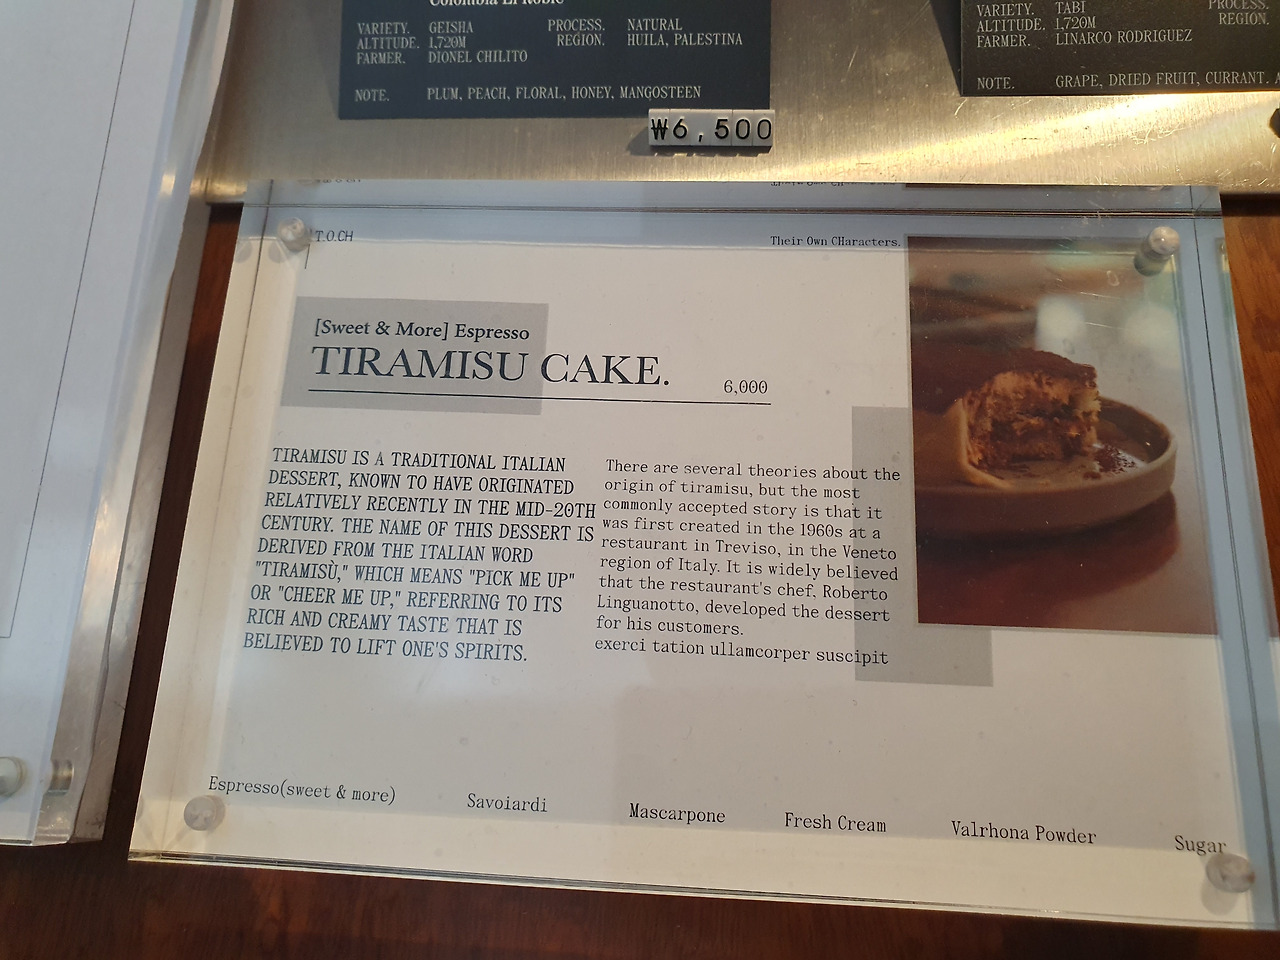 Colombia El Roble
VARIETY. GEISHA PROCESS. NATURAL
ALTITUDE. 1,720M REGION. HUILA, PALESTINA
FARMER. DIONEL CHILITO
NOTE. PLUM, PEACH, FLORAL, HONEY, MANGOSTEEN
₩6,500
VARIETY. TABI PROCESS.
ALTITUDE. 1,720M REGION.
FARMER. LINARCO RODRIGUEZ
NOTE. GRAPE, DRIED FRUIT, CURRANT. A
T.O.CH
Their Own CHaracters.
[Sweet & More] Espresso
TIRAMISU CAKE.
6,000
TIRAMISU IS A TRADITIONAL ITALIAN
DESSERT, KNOWN TO HAVE ORIGINATED
RELATIVELY RECENTLY IN THE MID-20TH
CENTURY. THE NAME OF THIS DESSERT IS
DERIVED FROM THE ITALIAN WORD
"TIRAMISÙ," WHICH MEANS "PICK ME UP"
OR "CHEER ME UP," REFERRING TO ITS
RICH AND CREAMY TASTE THAT IS
BELIEVED TO LIFT ONE'S SPIRITS.
There are several theories about the
origin of tiramisu, but the most
commonly accepted story is that it
was first created in the 1960s at a
restaurant in Treviso, in the Veneto
region of Italy. It is widely believed
that the restaurant's chef, Roberto
Linguanotto, developed the dessert
for his customers.
exerci tation ullamcorper suscipit
Espresso(sweet & more) Savoiardi Mascarpone Fresh Cream Valrhona Powder Sugar